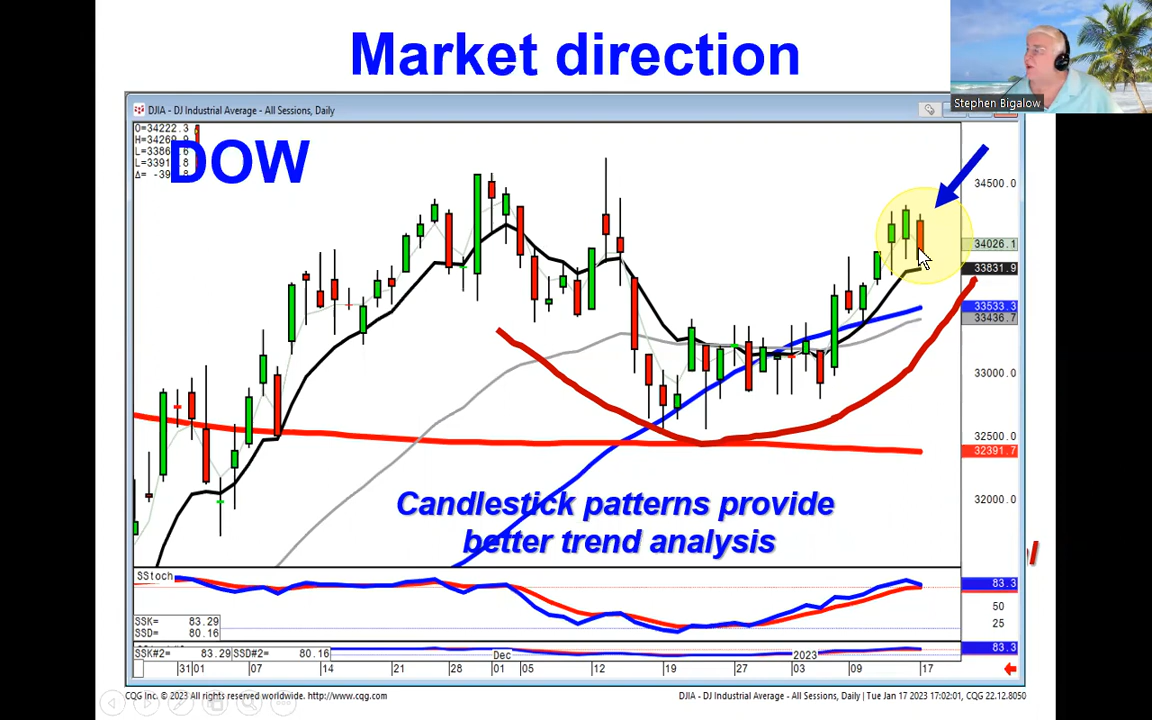 Market direction
Stephen Bigalow
DJIA - DJ Industrial Average - All Sessions, Daily
O=34222.3
DOW
34500.0
34026.1
33831.9
33533.3
33436.7
33000.0
32500.0
32391.7
32000.0
Candlestick patterns provide
better trend analysis
SStoch
83.3
50
25
SSK= 83.29
SSD= 80.16
SSK#2= 83.29 SSD#2= 80.16
83.3
Dec
2023
31 01 07 14 21 28 01 05 12 19 27 03 09 17
CQG Inc. © 2023 All rights reserved worldwide. http://www.cqg.com
DJIA - DJ Industrial Average - All Sessions, Daily | Tue Jan 17 2023 17:02:01, CQG 22.12.8050